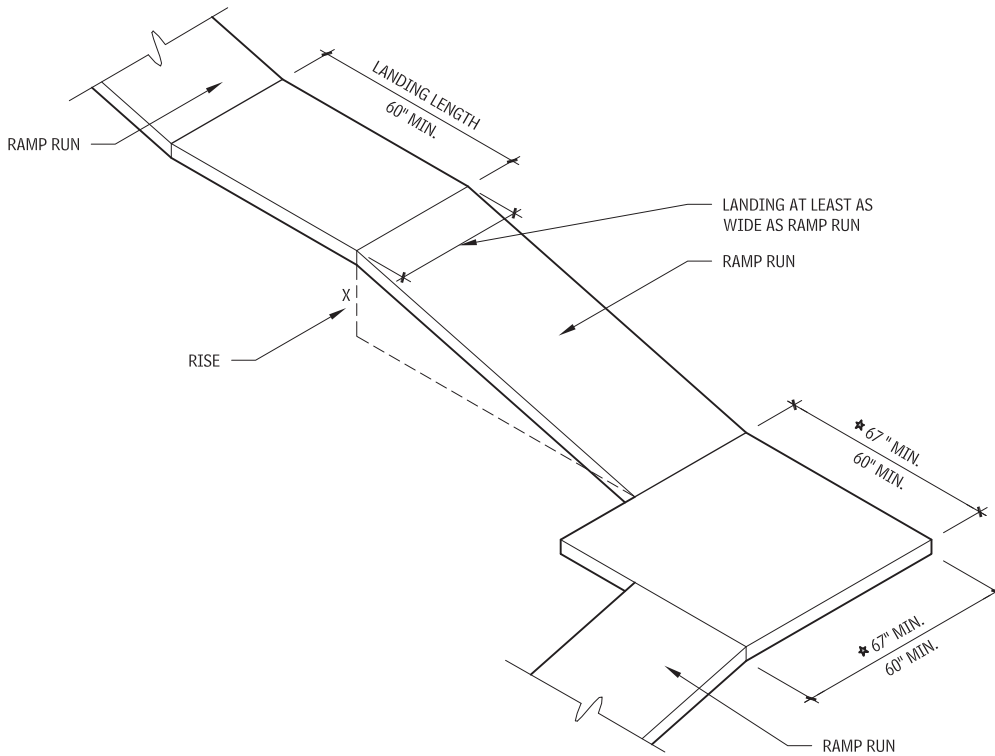 LANDING LENGTH
60" MIN.
RAMP RUN
LANDING AT LEAST AS
WIDE AS RAMP RUN
RAMP RUN
X
RISE
67 " MIN.
60" MIN.
67" MIN.
60" MIN.
RAMP RUN